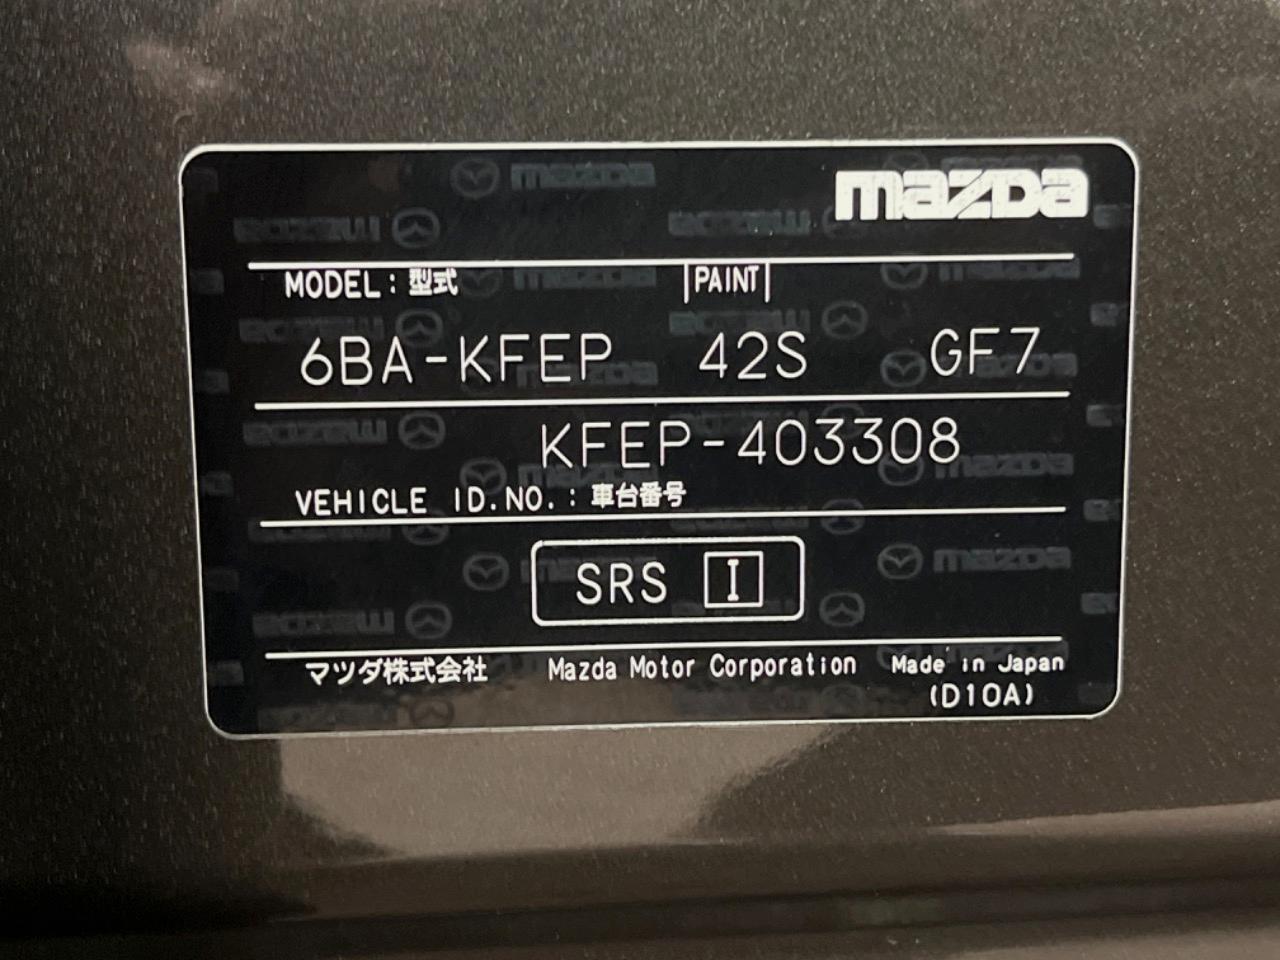 mazda
MODEL : 型式 |PAINT|
6BA-KFEP 42S GF7
KFEP-403308
VEHICLE ID.NO. : 車台番号
SRS I
マツダ株式会社 Mazda Motor Corporation Made in Japan
(D10A)